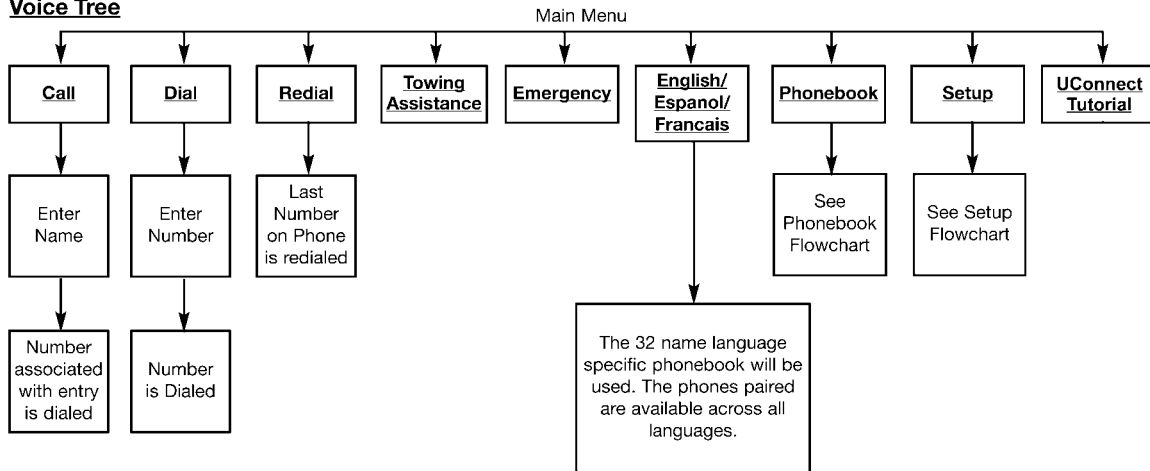 Voice Tree
Main Menu
Call
Dial
Redial
Towing
Assistance
Emergency
English/
Espanol/
Francais
Phonebook
Setup
UConnect
Tutorial
Enter
Name
Enter
Number
Last
Number
on Phone
is redialed
See
Phonebook
Flowchart
See Setup
Flowchart
Number
associated
with entry
is dialed
Number
is Dialed
The 32 name language
specific phonebook will be
used. The phones paired
are available across all
languages.